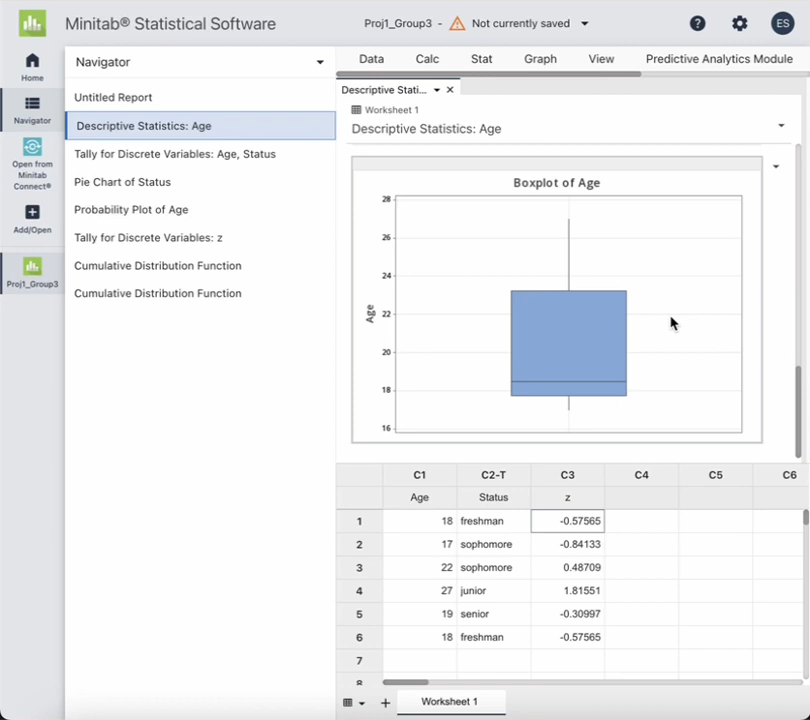 Minitab® Statistical Software
Proj1_Group3 - Not currently saved
ES
Home
Navigator
Open from
Minitab
Connect®
Add/Open
Proj1_Group3
Navigator
Untitled Report
Descriptive Statistics: Age
Tally for Discrete Variables: Age, Status
Pie Chart of Status
Probability Plot of Age
Tally for Discrete Variables: z
Cumulative Distribution Function
Cumulative Distribution Function
Data Calc Stat Graph View Predictive Analytics Module
Descriptive Stati...
Worksheet 1
Descriptive Statistics: Age
Boxplot of Age
28
26
24
22
20
18
16
Age
C1 C2-T C3 C4 C5 C6
Age Status z
1 18 freshman -0.57565
2 17 sophomore -0.84133
3 22 sophomore 0.48709
4 27 junior 1.81551
5 19 senior -0.30997
6 18 freshman -0.57565
7
8
Worksheet 1